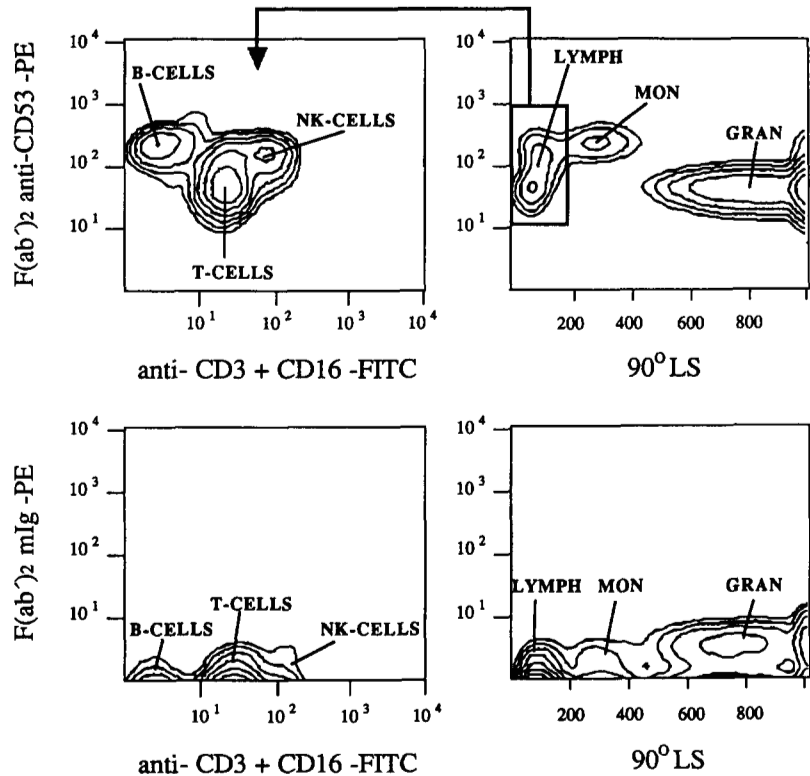 F(ab´)2 anti-CD53 -PE
10⁴
10³
10²
10¹
B-CELLS
NK-CELLS
T-CELLS
10¹ 10² 10³ 10⁴
anti- CD3 + CD16 -FITC
10⁴
10³
10²
10¹
LYMPH
MON
GRAN
200 400 600 800
90° LS
F(ab´)2 mIg -PE
10⁴
10³
10²
10¹
B-CELLS
T-CELLS
NK-CELLS
10¹ 10² 10³ 10⁴
anti- CD3 + CD16 -FITC
10⁴
10³
10²
10¹
LYMPH MON GRAN
200 400 600 800
90° LS